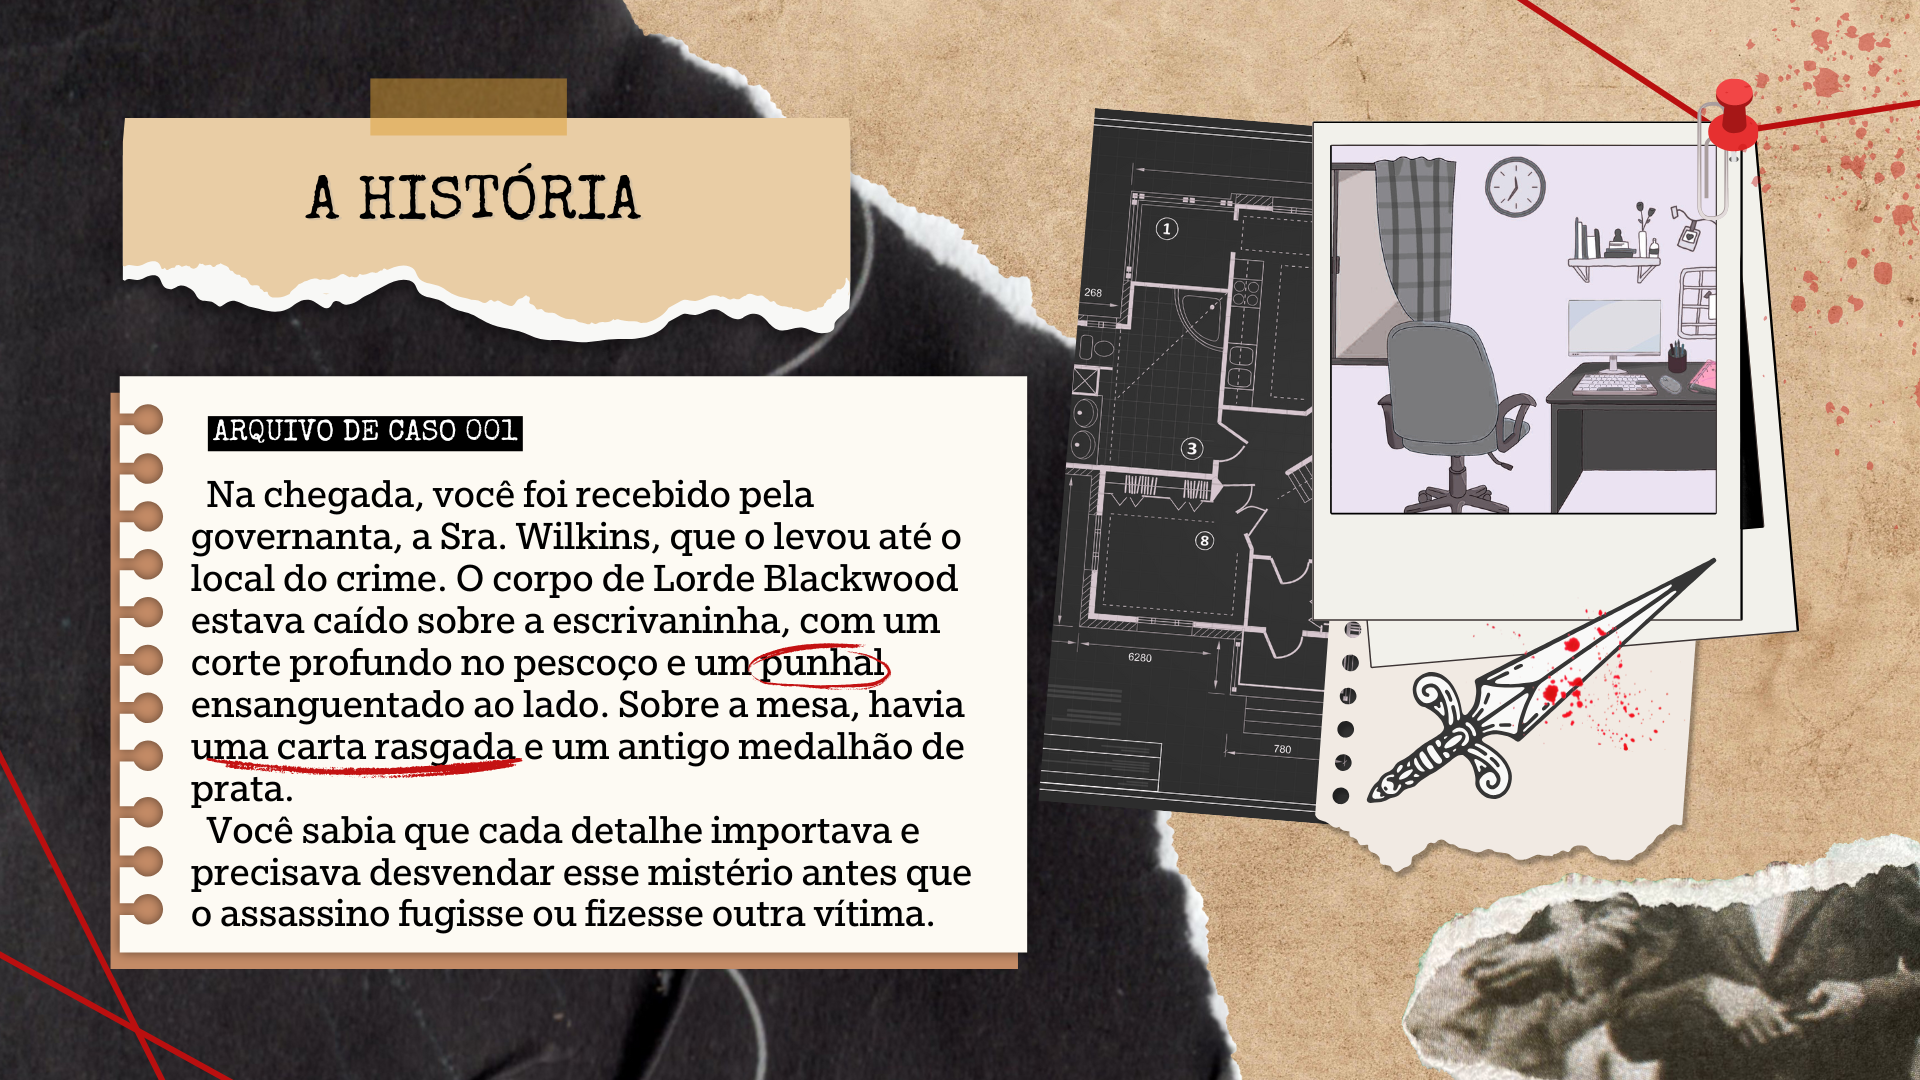 A HISTÓRIA
ARQUIVO DE CASO 001
Na chegada, você foi recebido pela
governanta, a Sra. Wilkins, que o levou até o
local do crime. O corpo de Lorde Blackwood
estava caído sobre a escrivaninha, com um
corte profundo no pescoço e um punhal
ensanguentado ao lado. Sobre a mesa, havia
uma carta rasgada e um antigo medalhão de
prata.
Você sabia que cada detalhe importava e
precisava desvendar esse mistério antes que
o assassino fugisse ou fizesse outra vítima.
1
268
3
8
6280
780